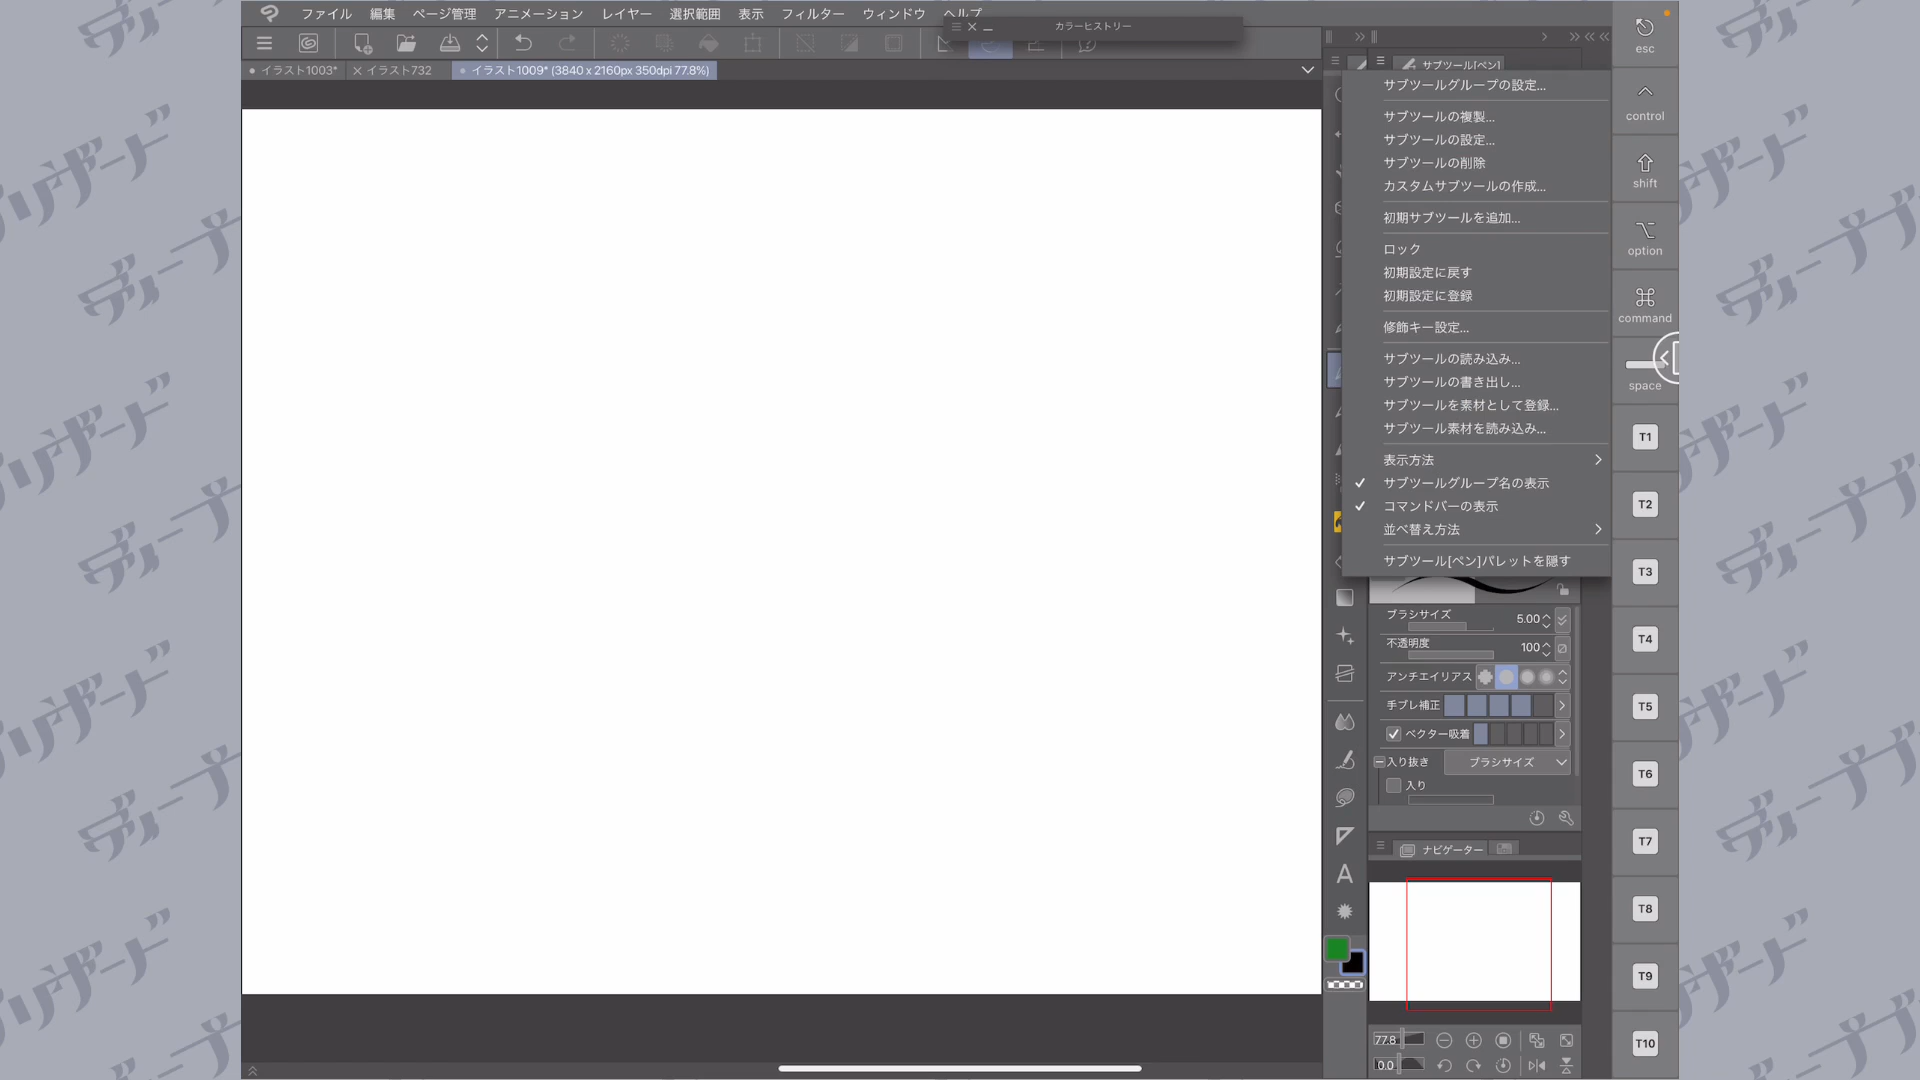 ファイル 編集 ページ管理 アニメーション レイヤー 選択範囲 表示 フィルター ウィンドウ ヘルプ
カラーヒストリー
イラスト1003* イラスト732 イラスト1009* (3840 x 2160px 350dpi 77.8%)
サブツール[ペン]
サブツールグループの設定...
サブツールの複製...
サブツールの設定...
サブツールの削除
カスタムサブツールの作成...
初期サブツールを追加...
ロック
初期設定に戻す
初期設定に登録
修飾キー設定...
サブツールの読み込み...
サブツールの書き出し...
サブツールを素材として登録...
サブツール素材を読み込み...
表示方法
サブツールグループ名の表示
コマンドバーの表示
並べ替え方法
サブツール[ペン]パレットを隠す
ブラシサイズ 5.00
不透明度 100
アンチエイリアス
手ブレ補正
ベクター吸着
入り抜き ブラシサイズ
入り
ナビゲーター
77.8
0.0
esc
control
shift
option
command
space
T1
T2
T3
T4
T5
T6
T7
T8
T9
T10
ディープブリザード